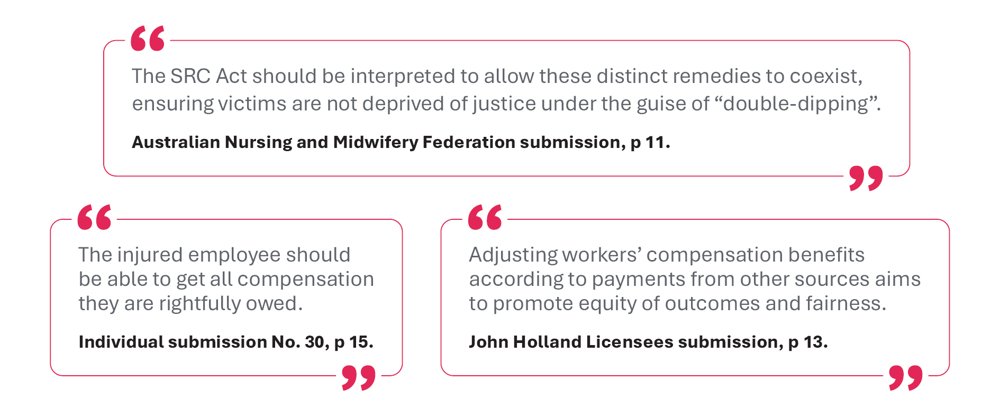 “
The SRC Act should be interpreted to allow these distinct remedies to coexist,
ensuring victims are not deprived of justice under the guise of “double-dipping”.
Australian Nursing and Midwifery Federation submission, p 11.
”
“
The injured employee should
be able to get all compensation
they are rightfully owed.
Individual submission No. 30, p 15.
”
“
Adjusting workers’ compensation benefits
according to payments from other sources aims
to promote equity of outcomes and fairness.
John Holland Licensees submission, p 13.
”